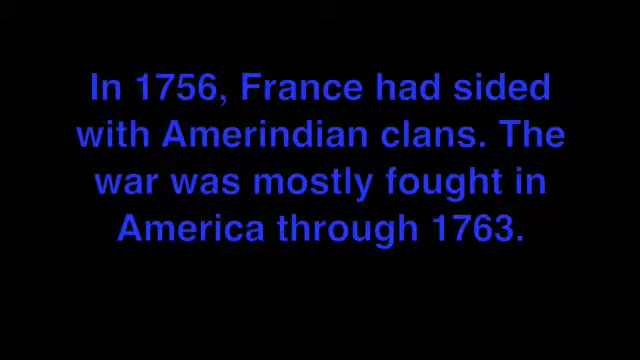 In 1756, France had sided
with Amerindian clans. The
war was mostly fought in
America through 1763.